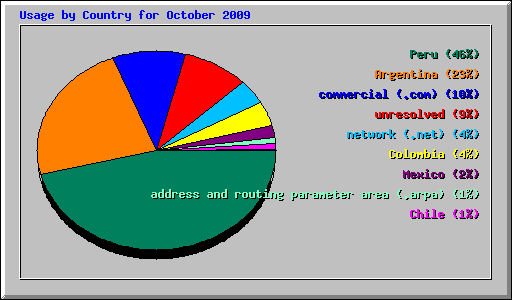 Usage by Country for October 2009
Peru (46%)
Argentina (23%)
commercial (.com) (10%)
unresolved (9%)
network (.net) (4%)
Colombia (4%)
Mexico (2%)
address and routing parameter area (.arpa) (1%)
Chile (1%)